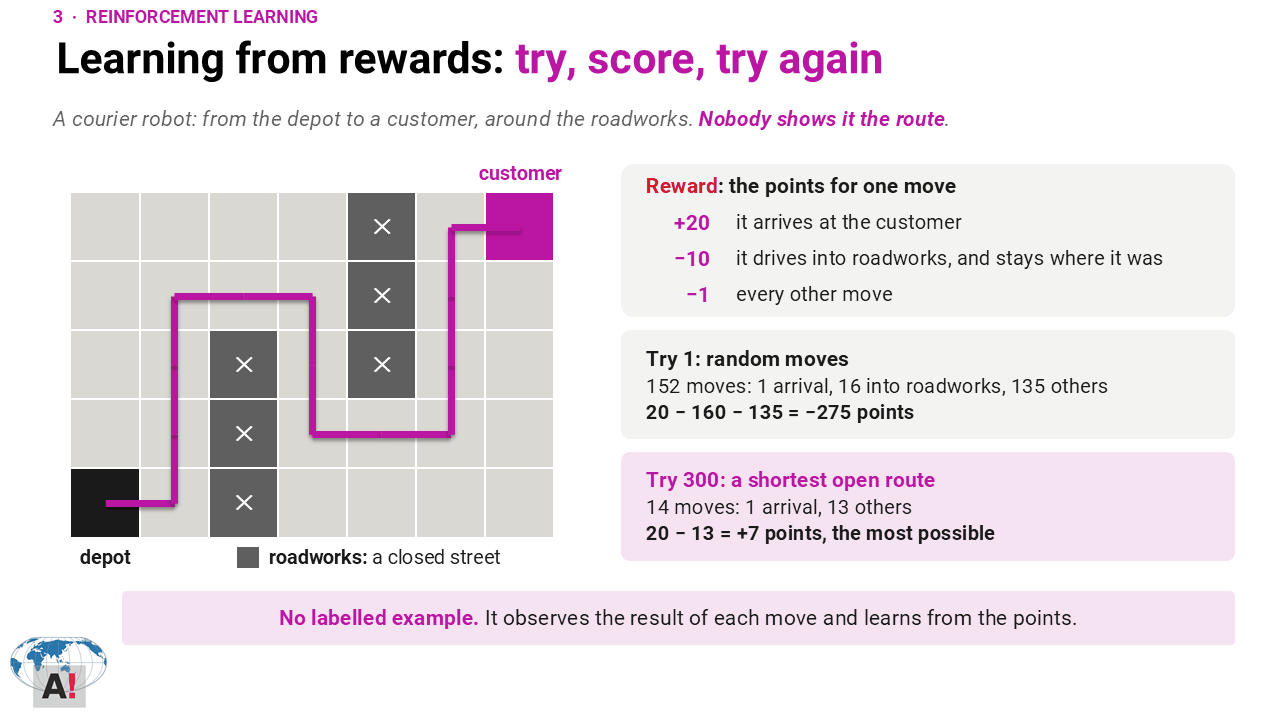 3 · REINFORCEMENT LEARNING
Learning from rewards: try, score, try again
A courier robot: from the depot to a customer, around the roadworks. Nobody shows it the route.
customer
depot
roadworks: a closed street
Reward: the points for one move
+20 it arrives at the customer
−10 it drives into roadworks, and stays where it was
−1 every other move
Try 1: random moves
152 moves: 1 arrival, 16 into roadworks, 135 others
20 − 160 − 135 = −275 points
Try 300: a shortest open route
14 moves: 1 arrival, 13 others
20 − 13 = +7 points, the most possible
No labelled example. It observes the result of each move and learns from the points.
A!